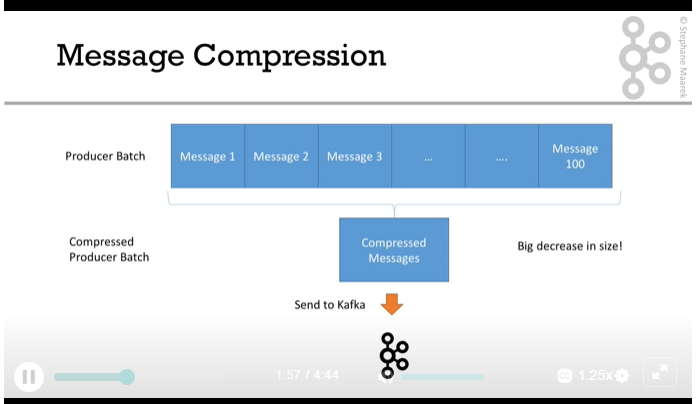 Message Compression
© Stephane Maarek
Producer Batch
Message 1
Message 2
Message 3
...
....
Message
100
Compressed
Producer Batch
Compressed
Messages
Big decrease in size!
Send to Kafka
1:57 / 4:44
CC
1.25x